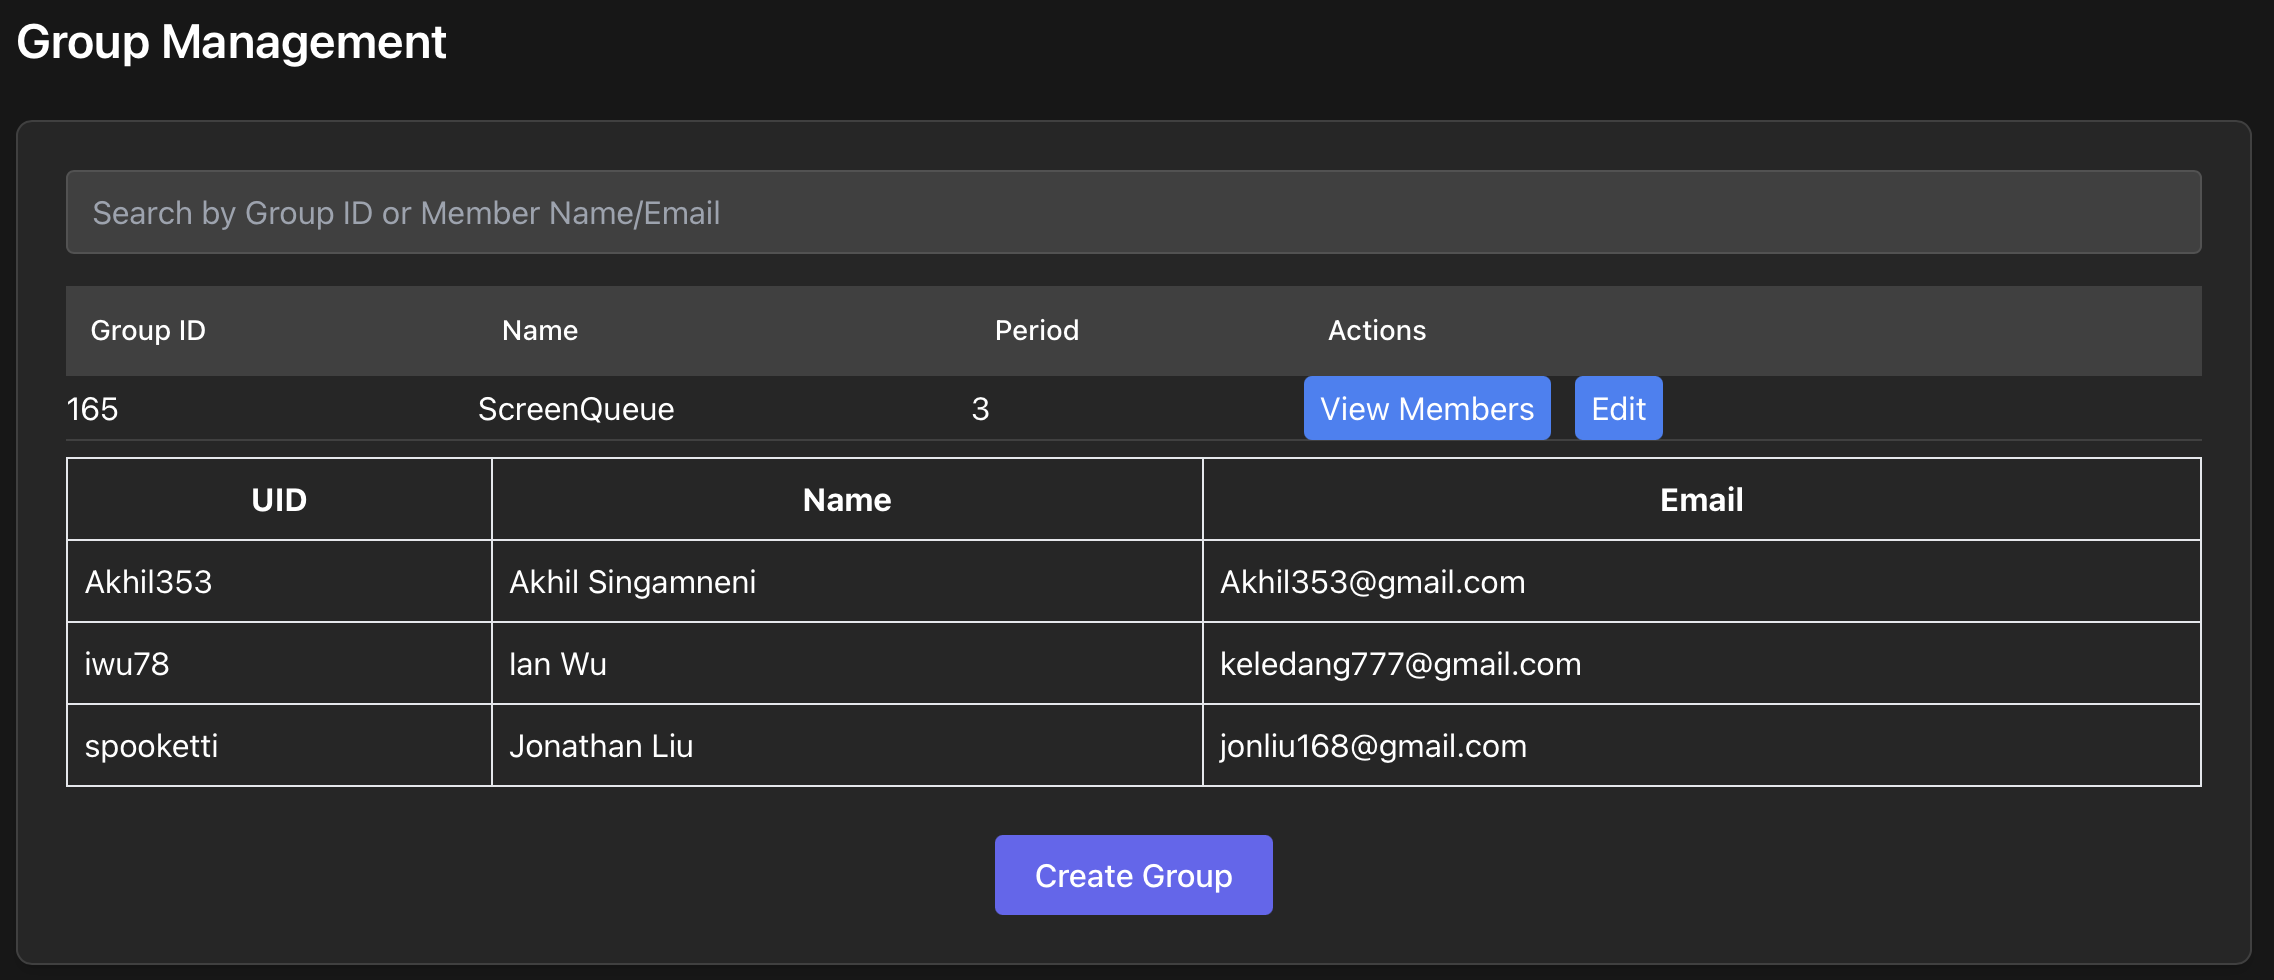 Group Management
Search by Group ID or Member Name/Email
Group ID Name Period Actions
165 ScreenQueue 3 View Members Edit
UID Name Email
Akhil353 Akhil Singamneni Akhil353@gmail.com
iwu78 Ian Wu keledang777@gmail.com
spooketti Jonathan Liu jonliu168@gmail.com
Create Group